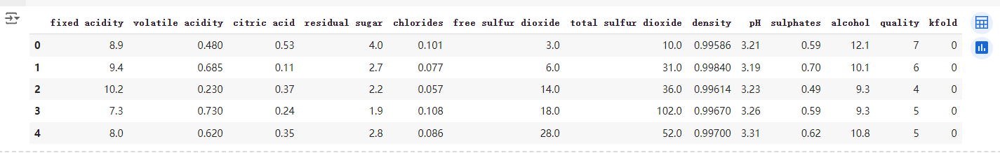 fixed acidity volatile acidity citric acid residual sugar chlorides free sulfur dioxide total sulfur dioxide density pH sulphates alcohol quality kfold
0 8.9 0.480 0.53 4.0 0.101 3.0 10.0 0.99586 3.21 0.59 12.1 7 0
1 9.4 0.685 0.11 2.7 0.077 6.0 31.0 0.99840 3.19 0.70 10.1 6 0
2 10.2 0.230 0.37 2.2 0.057 14.0 36.0 0.99614 3.23 0.49 9.3 4 0
3 7.3 0.730 0.24 1.9 0.108 18.0 102.0 0.99670 3.26 0.59 9.3 5 0
4 8.0 0.620 0.35 2.8 0.086 28.0 52.0 0.99700 3.31 0.62 10.8 5 0